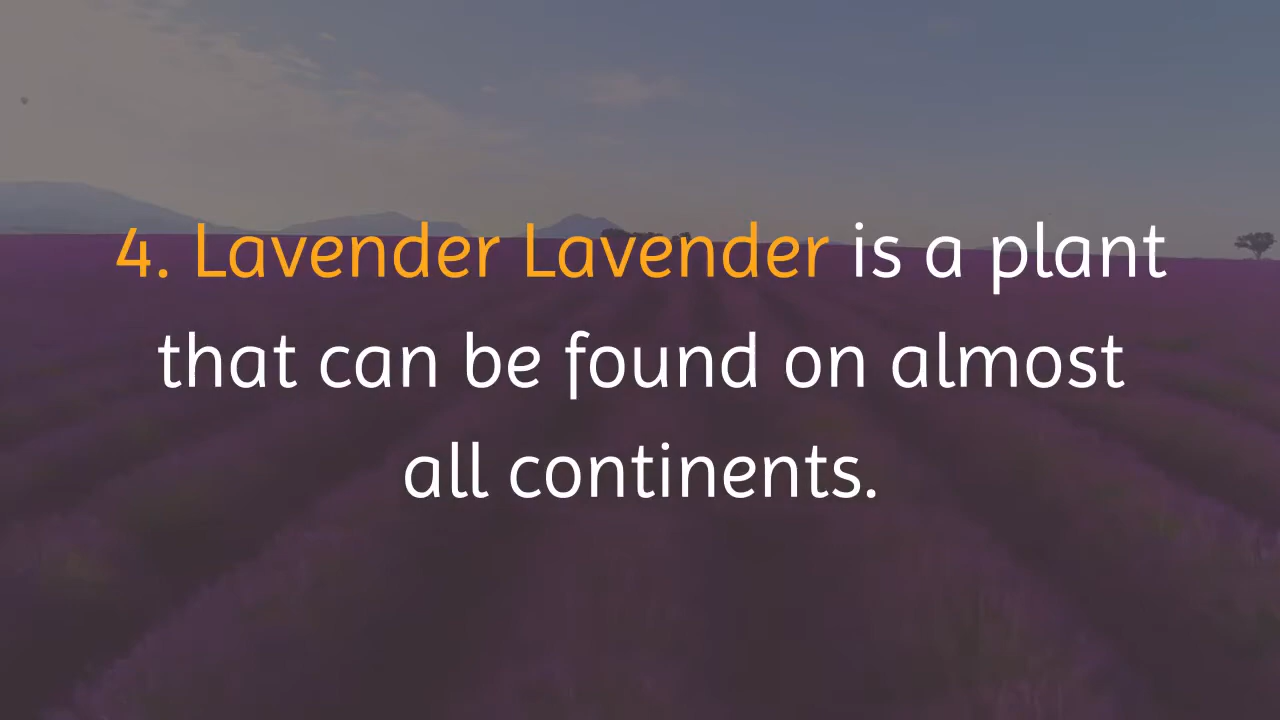 4. Lavender Lavender is a plant
that can be found on almost
all continents.